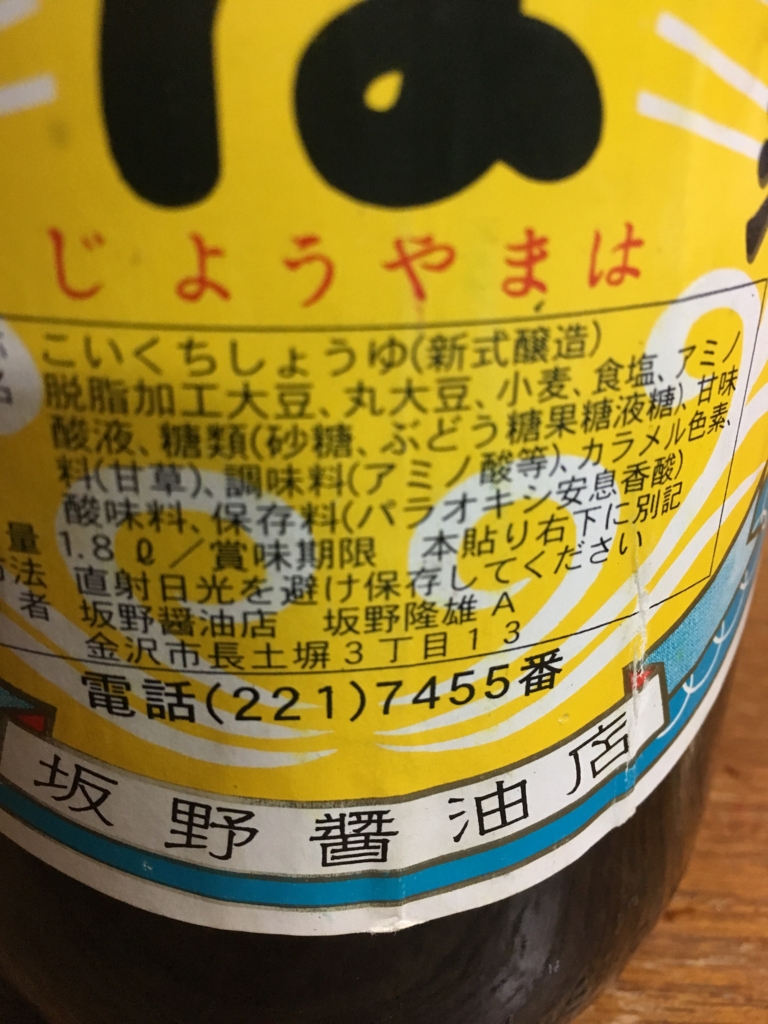 は
じようやまは
名
こいくちしょうゆ(新式醸造)
脱脂加工大豆、丸大豆、小麦、食塩、アミノ
酸液、糖類(砂糖、ぶどう糖果糖液糖)、甘味
料(甘草)、調味料(アミノ酸等)、カラメル色素、
酸味料、保存料(パラオキシ安息香酸)
量 1.8ℓ/賞味期限 本貼り右下に別記
方法 直射日光を避け保存してください
者 坂野醤油店 坂野隆雄 A
金沢市長土塀3丁目13
電話(221)7455番
坂野醤油店